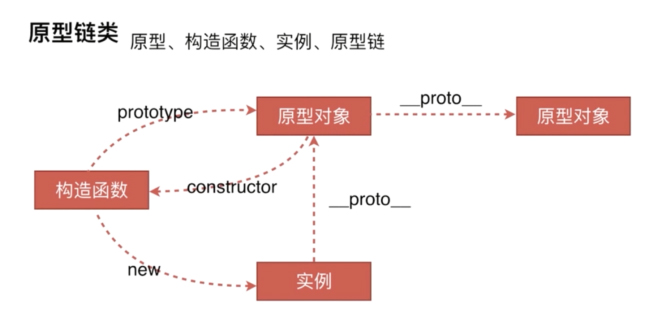 原型链类 原型、构造函数、实例、原型链
prototype
原型对象
__proto__
原型对象
构造函数
constructor
__proto__
new
实例